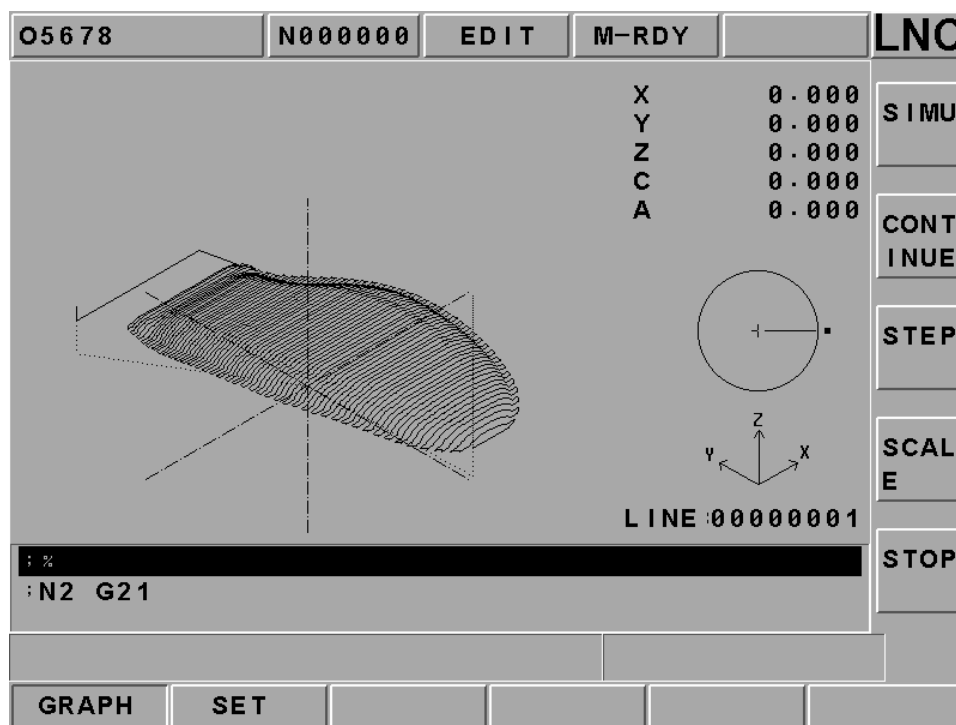 O5678 N000000 EDIT M-RDY LNC
X 0.000
Y 0.000
Z 0.000
C 0.000
A 0.000
SIMU
CONT
INUE
STEP
SCAL
E
STOP
Z
Y X
LINE:00000001
;%
;N2 G21
GRAPH SET